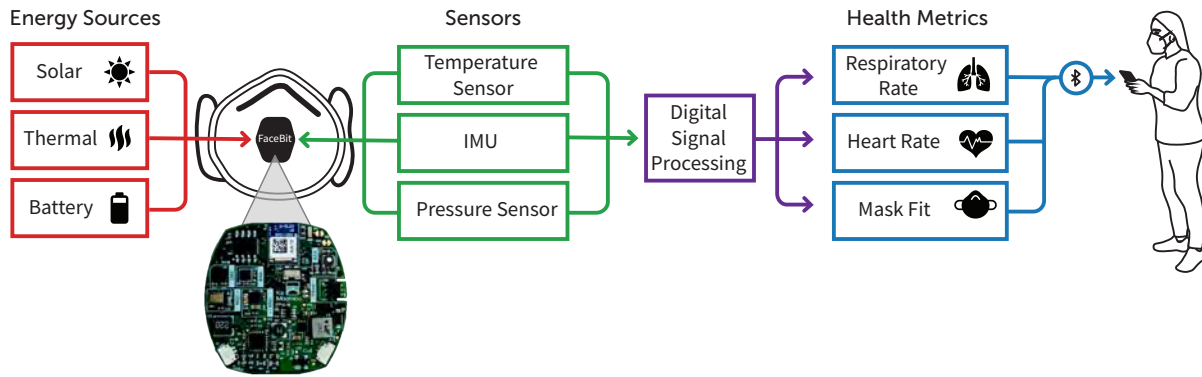 Energy Sources
Sensors
Health Metrics
Solar
Thermal
Battery
FaceBit
Temperature
Sensor
IMU
Pressure Sensor
Digital
Signal
Processing
Respiratory
Rate
Heart Rate
Mask Fit
220